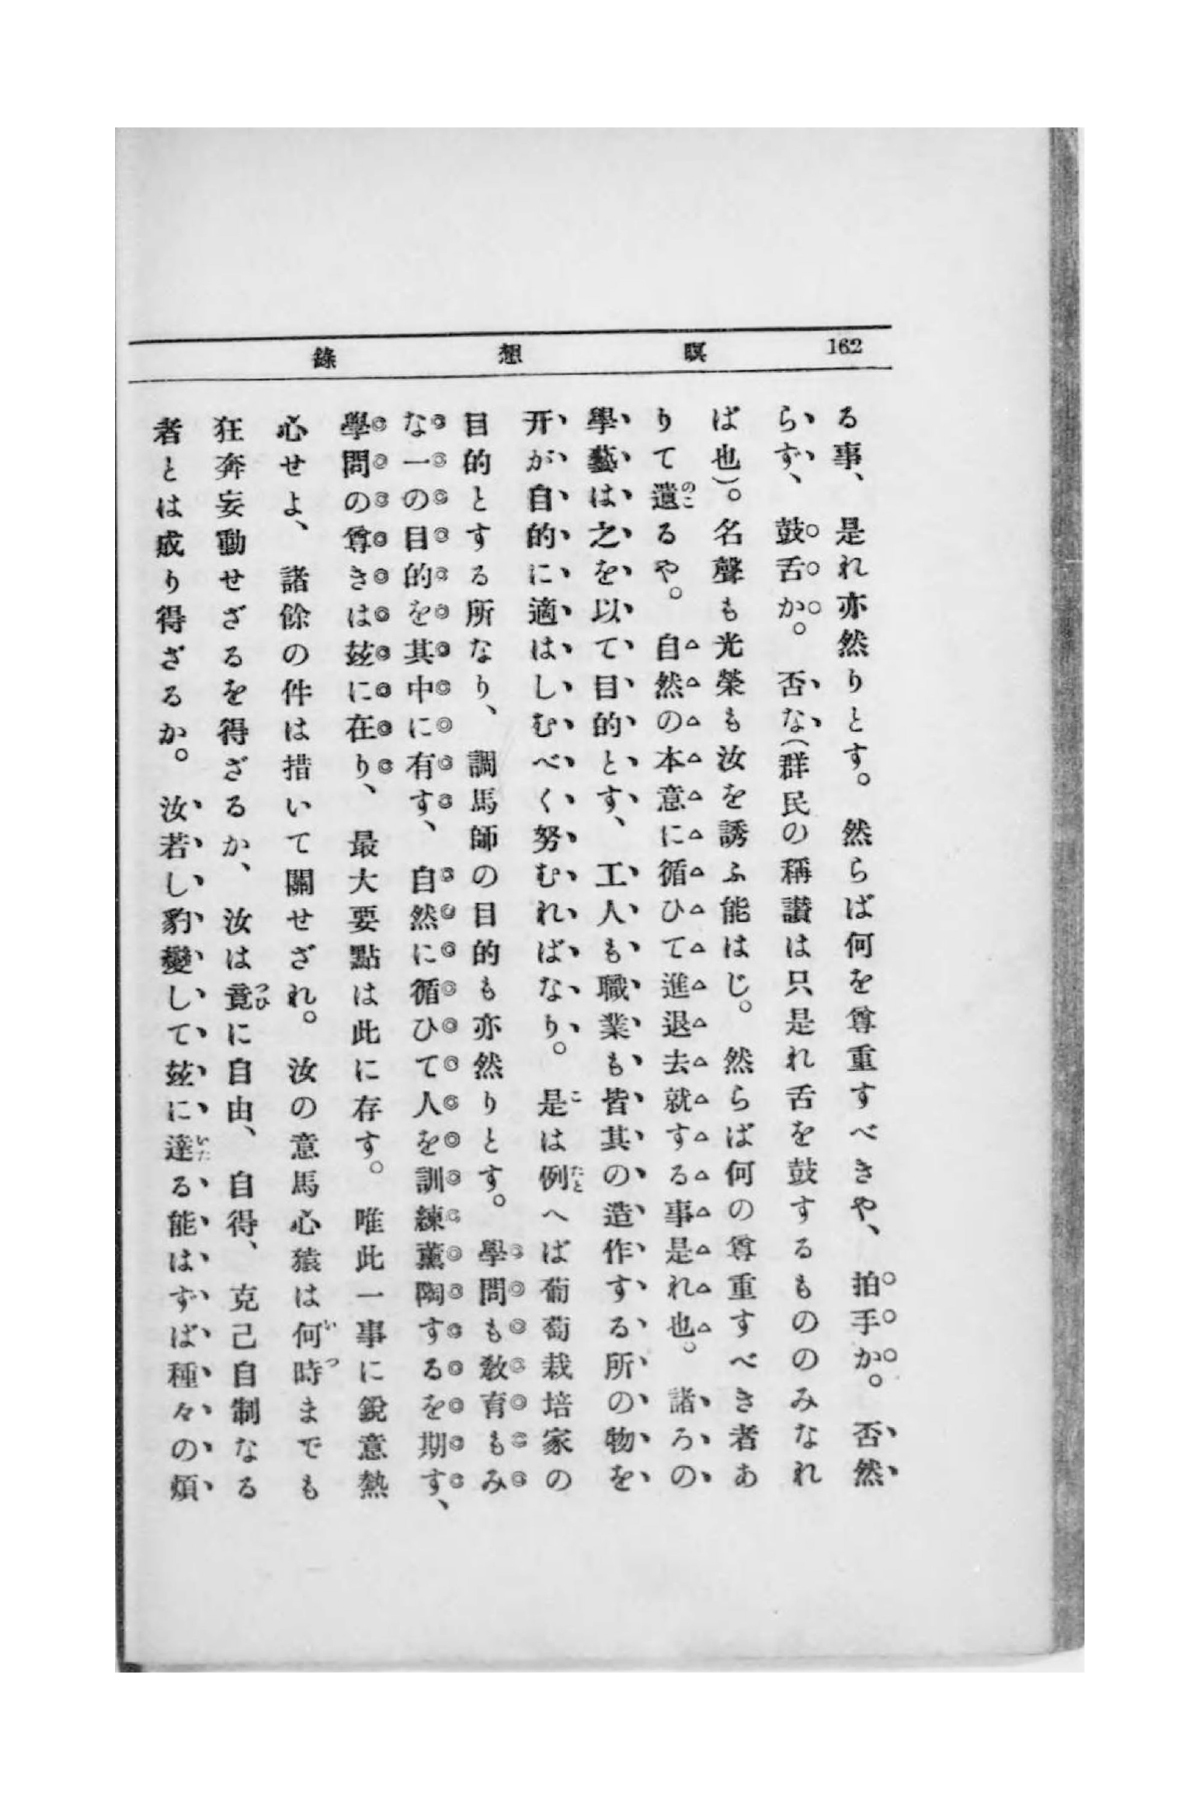 162
瞑想錄
る事、是れ亦然りとす。然らば何を尊重すべきや、拍手か。否然
らず、鼓舌か。否な(群民の稱讚は只是れ舌を鼓するもののみなれ
ば也)。名聲も光榮も汝を誘ふ能はじ。然らば何の尊重すべき者あ
りて遺るや。自然の本意に循ひて進退去就する事是れ也。諸ろの
學藝は之を以て目的とす、工人も職業も皆其の造作する所の物を
开が自的に適はしむべく努むればなり。是は例へば葡萄栽培家の
目的とする所なり、調馬師の目的も亦然りとす。學問も教育もみ
な一の目的を其中に有す、自然に循ひて人を訓練薰陶するを期す、
學問の尊きは玆に在り、最大要點は此に存す。唯此一事に銳意熱
心せよ、諸餘の件は措いて關せざれ。汝の意馬心猿は何時までも
狂奔妄動せざるを得ざるか、汝は竟に自由、自得、克己自制なる
者とは成り得ざるか。汝若し豹變して玆に達る能はずば種々の煩